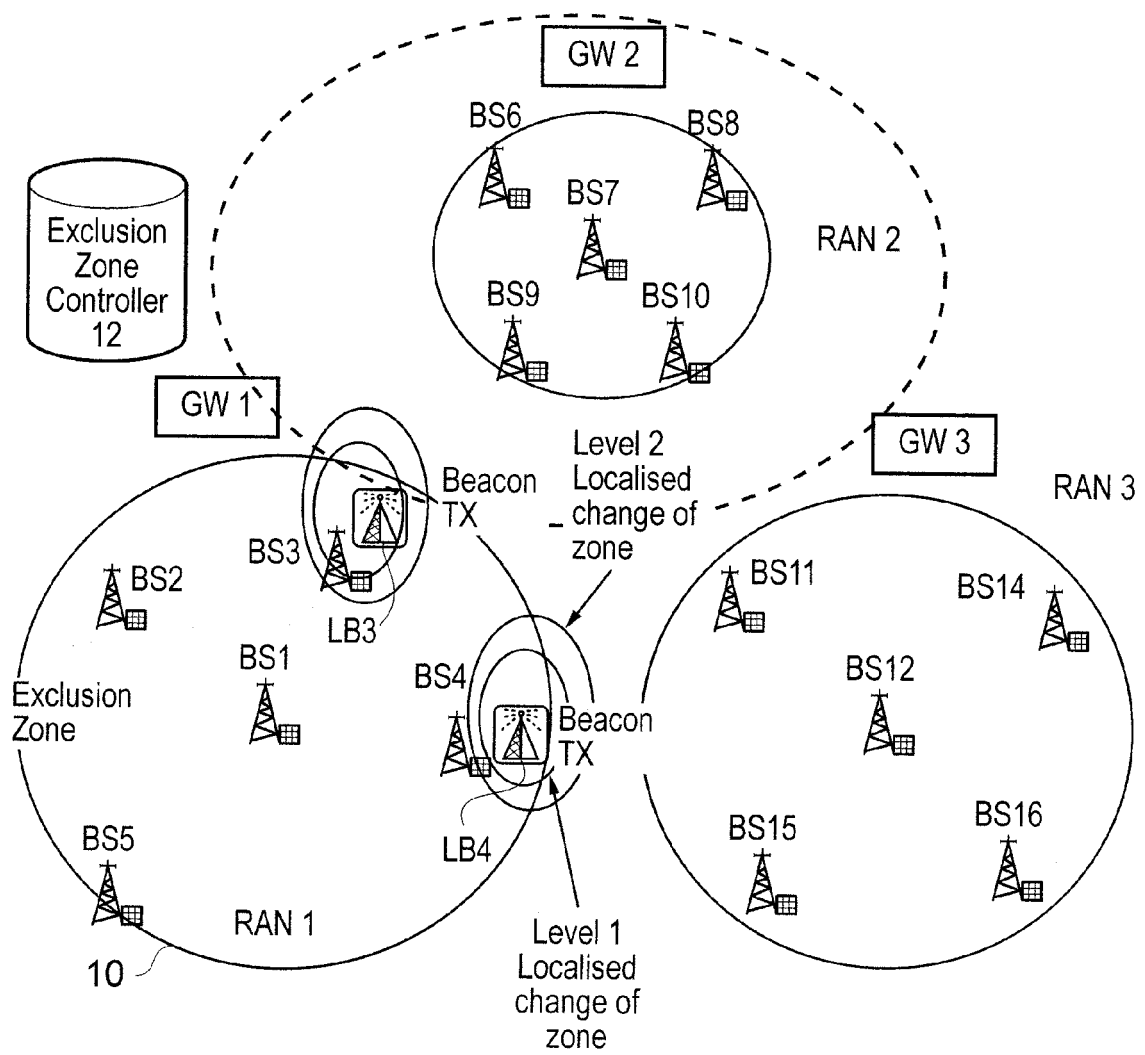 GW 2
BS6
BS8
BS7
RAN 2
BS9
BS10
Exclusion
Zone
Controller
12
GW 1
GW 3
Level 2
Localised
change of
zone
Beacon
TX
RAN 3
BS3
BS2
LB3
BS11
BS14
BS1
BS4
Exclusion
Zone
Beacon
TX
BS12
LB4
BS5
BS15
BS16
RAN 1
10
Level 1
Localised
change of
zone